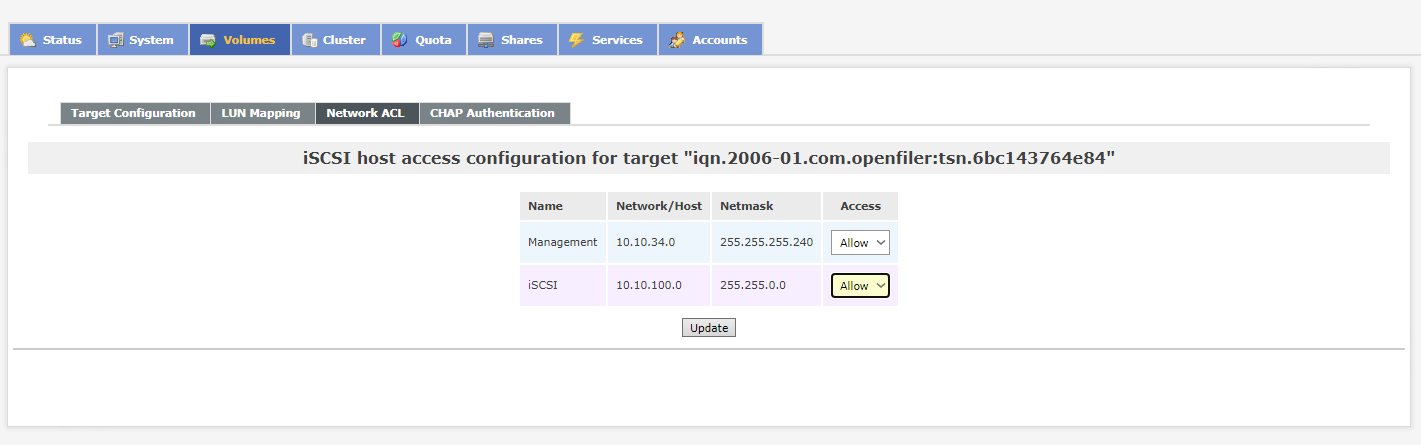 Status System Volumes Cluster Quota Shares Services Accounts
Target Configuration LUN Mapping Network ACL CHAP Authentication
iSCSI host access configuration for target "iqn.2006-01.com.openfiler:tsn.6bc143764e84"
Name Network/Host Netmask Access
Management 10.10.34.0 255.255.255.240 Allow
iSCSI 10.10.100.0 255.255.0.0 Allow
Update